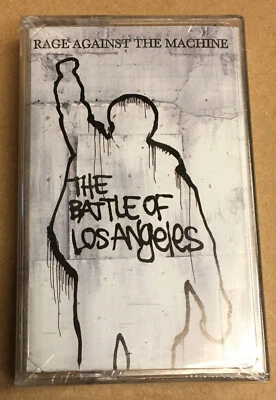 RAGE AGAINST THE MACHINE
THE
BATTLE OF
LOS ANGELES